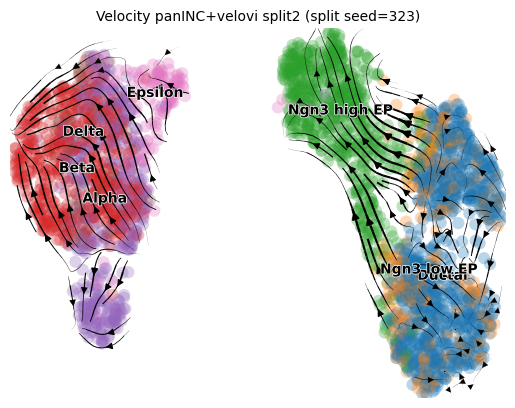 Velocity panINC+velovi split2 (split seed=323)
Epsilon
Ngn3 high EP
Delta
Beta
Alpha
Ngn3 low EP
Ductal